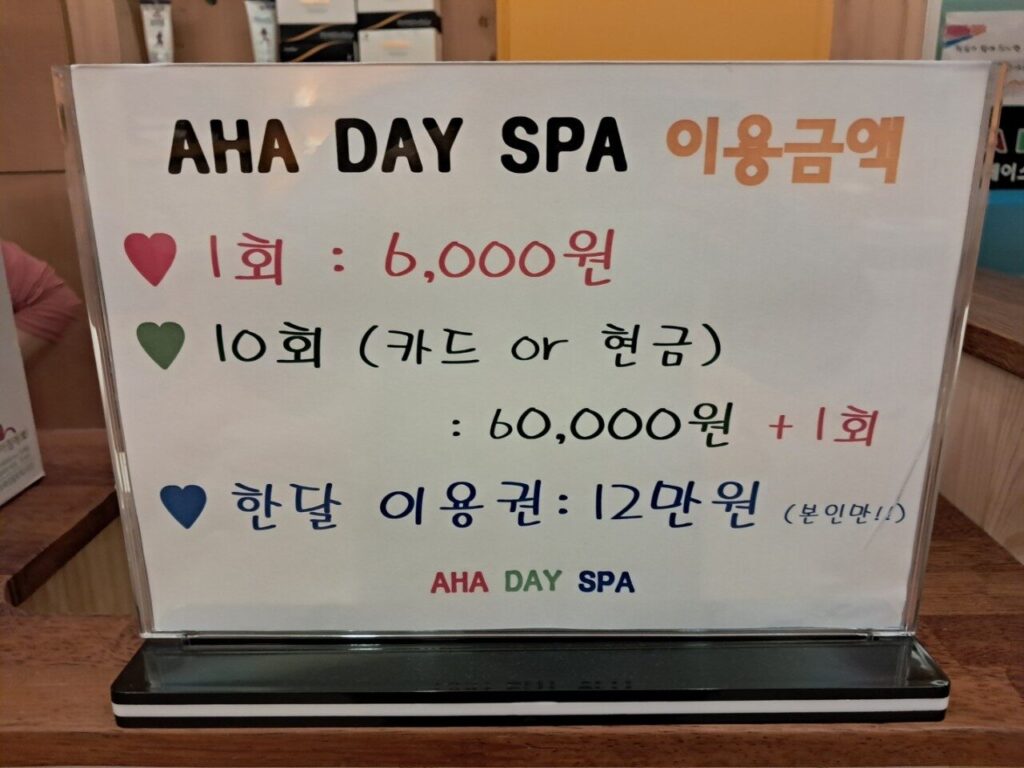 AHA DAY SPA 이용금액
♥ 1회 : 6,000원
♥ 10회 (카드 or 현금)
: 60,000원 +1회
♥ 한달 이용권: 12만원 (본인만!!)
AHA DAY SPA